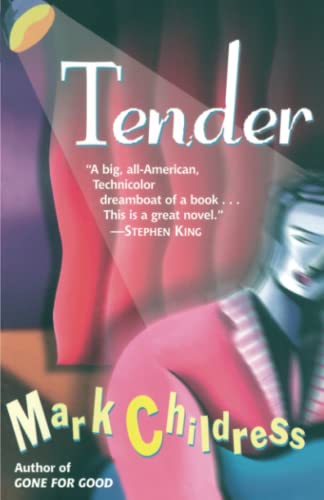 Tender
"A big, all-American,
Technicolor
dreamboat of a book . . .
This is a great novel."
—STEPHEN KING
Mark Childress
Author of
GONE FOR GOOD